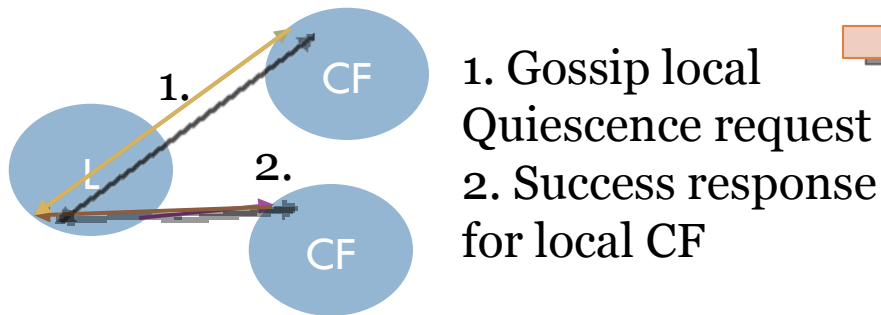 CF
1.
L
2.
CF
1. Gossip local
Quiescence request
2. Success response
for local CF